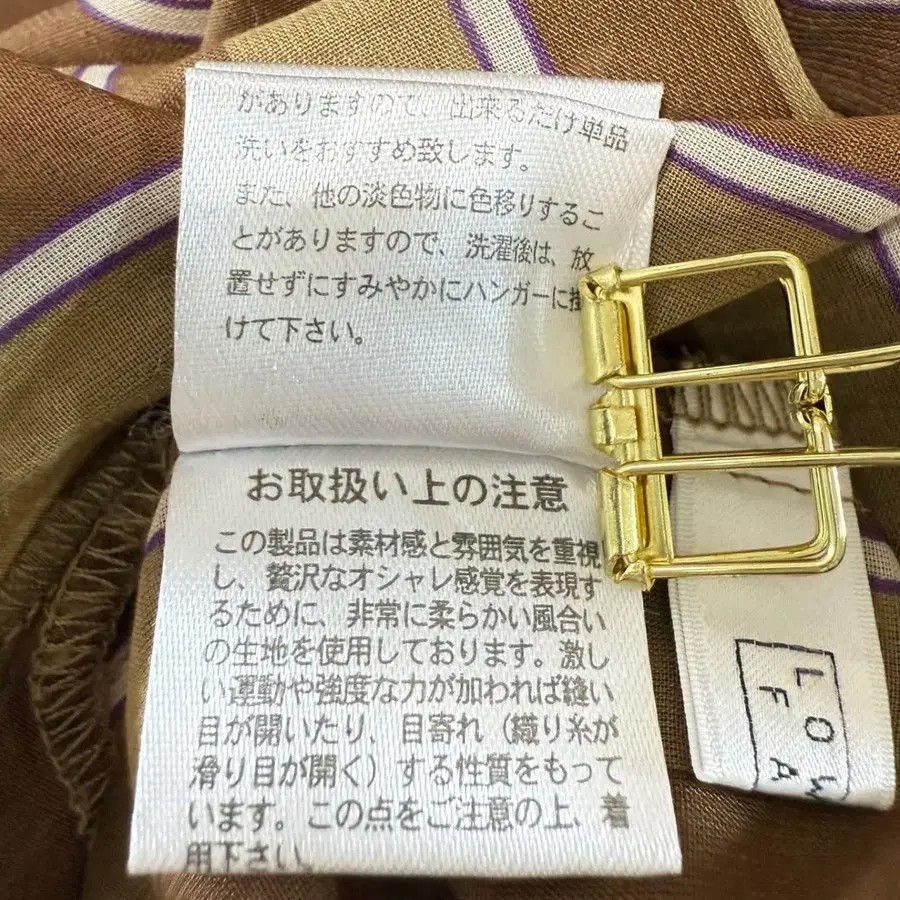 がありますので、出来るだけ単品
洗いをおすすめ致します。
また、他の淡色物に色移りするこ
とがありますので、洗濯後は、放
置せずにすみやかにハンガーに掛
けて下さい。
お取扱い上の注意
この製品は素材感と雰囲気を重視
し、贅沢なオシャレ感覚を表現す
るために、非常に柔らかい風合い
の生地を使用しております。激し
い運動や強度な力が加われば縫い
目が開いたり、目寄れ（織り糸が
滑り目が開く）する性質をもって
います。この点をご注意の上、着
用下さい。
LOW
FA